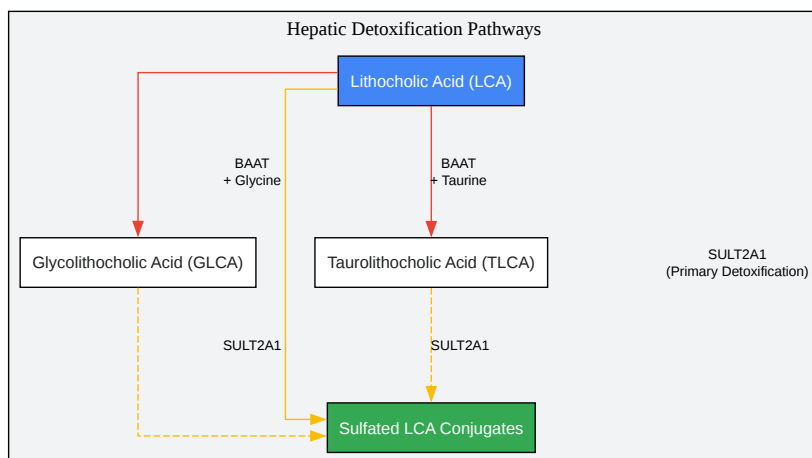 Hepatic Detoxification Pathways
Lithocholic Acid (LCA)
BAAT
+ Glycine
BAAT
+ Taurine
Glycolithocholic Acid (GLCA)
Taurolithocholic Acid (TLCA)
SULT2A1
(Primary Detoxification)
SULT2A1
SULT2A1
Sulfated LCA Conjugates